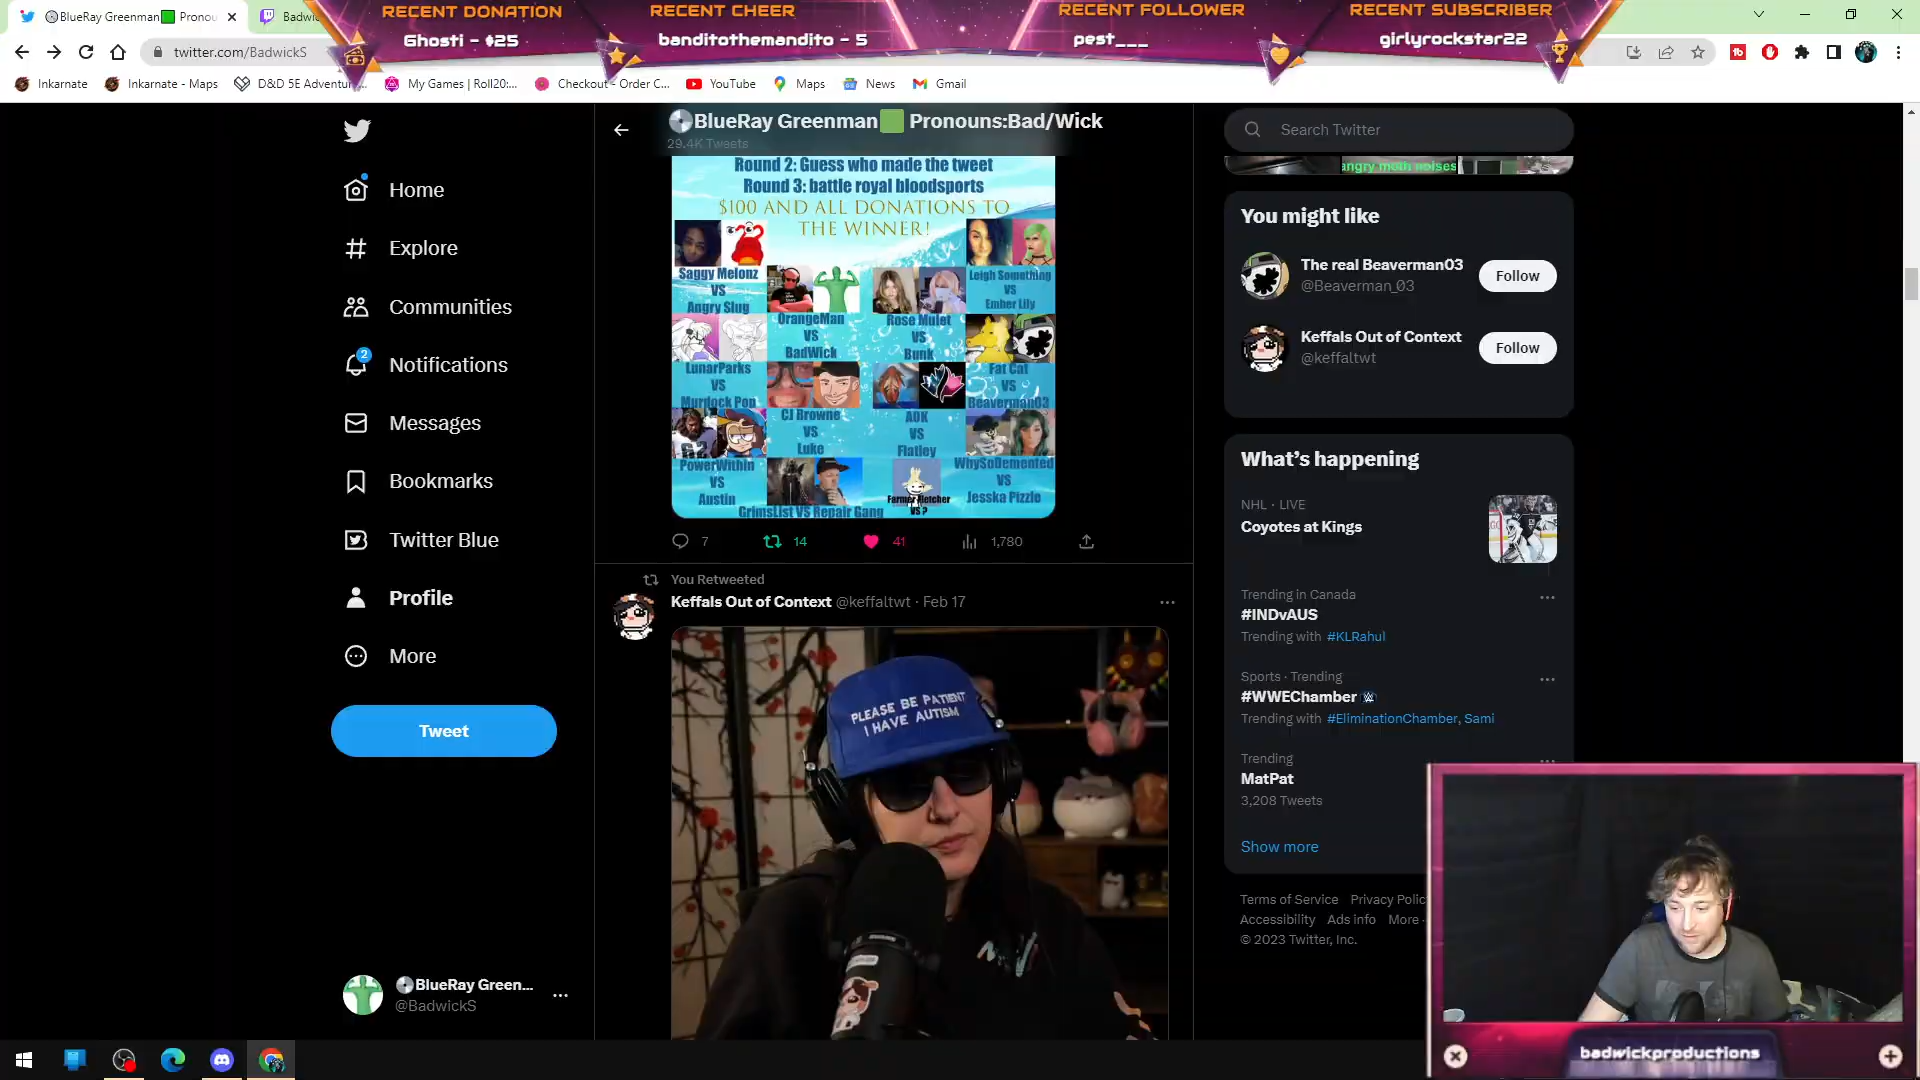 BlueRay Greenman Pronou
Badwic
RECENT DONATION
Ghosti - $25
RECENT CHEER
banditothemandito - 5
RECENT FOLLOWER
pest___
RECENT SUBSCRIBER
girlyrockstar22
twitter.com/BadwickS
Inkarnate
Inkarnate - Maps
D&D 5E Adventur...
My Games | Roll20:...
Checkout - Order C...
YouTube
Maps
News
Gmail
Home
Explore
Communities
2
Notifications
Messages
Bookmarks
Twitter Blue
Profile
More
Tweet
BlueRay Green...
@BadwickS
BlueRay Greenman Pronouns:Bad/Wick
29.4K Tweets
Round 2: Guess who made the tweet
Round 3: battle royal bloodsports
$100 AND ALL DONATIONS TO
THE WINNER!
Saggy Melonz
VS
Angry Slug
OrangeMan
VS
BadWick
Rose Mulet
VS
Bunk
Leigh Something
VS
Ember Lily
LunarParks
VS
Murdock Pop
CJ Browne
VS
Luke
ADK
VS
Flatley
Fat Cat
VS
Beaverman03
PowerWithin
VS
Austin
GrimsList VS Repair Gang
Farmer Fletcher
VS ?
WhySoDemented
VS
Jesska Pizzle
7
14
41
1,780
You Retweeted
Keffals Out of Context @keffaltwt · Feb 17
PLEASE BE PATIENT
I HAVE AUTISM
Search Twitter
angry moth noises
You might like
The real Beaverman03
@Beaverman_03
Follow
Keffals Out of Context
@keffaltwt
Follow
What's happening
NHL · LIVE
Coyotes at Kings
Trending in Canada
#INDvAUS
Trending with #KLRahul
Sports · Trending
#WWEChamber
Trending with #EliminationChamber, Sami
Trending
MatPat
3,208 Tweets
Show more
Terms of Service Privacy Polic
Accessibility Ads info More
© 2023 Twitter, Inc.
badwickproductions